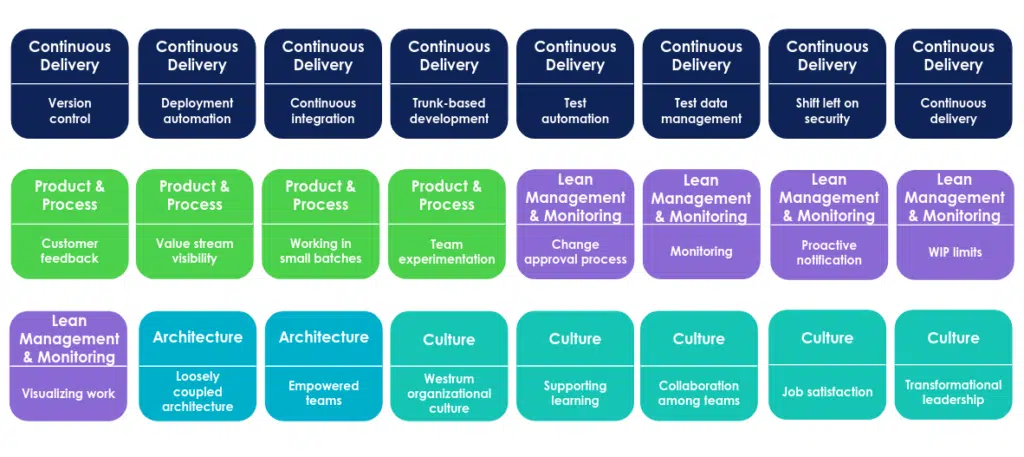 Continuous
Delivery
Version
control
Continuous
Delivery
Deployment
automation
Continuous
Delivery
Continuous
integration
Continuous
Delivery
Trunk-based
development
Continuous
Delivery
Test
automation
Continuous
Delivery
Test data
management
Continuous
Delivery
Shift left on
security
Continuous
Delivery
Continuous
delivery
Product &
Process
Customer
feedback
Product &
Process
Value stream
visibility
Product &
Process
Working in
small batches
Product &
Process
Team
experimentation
Lean
Management
& Monitoring
Change
approval process
Lean
Management
& Monitoring
Monitoring
Lean
Management
& Monitoring
Proactive
notification
Lean
Management
& Monitoring
WIP limits
Lean
Management
& Monitoring
Visualizing work
Architecture
Loosely
coupled
architecture
Architecture
Empowered
teams
Culture
Westrum
organizational
culture
Culture
Supporting
learning
Culture
Collaboration
among teams
Culture
Job satisfaction
Culture
Transformational
leadership